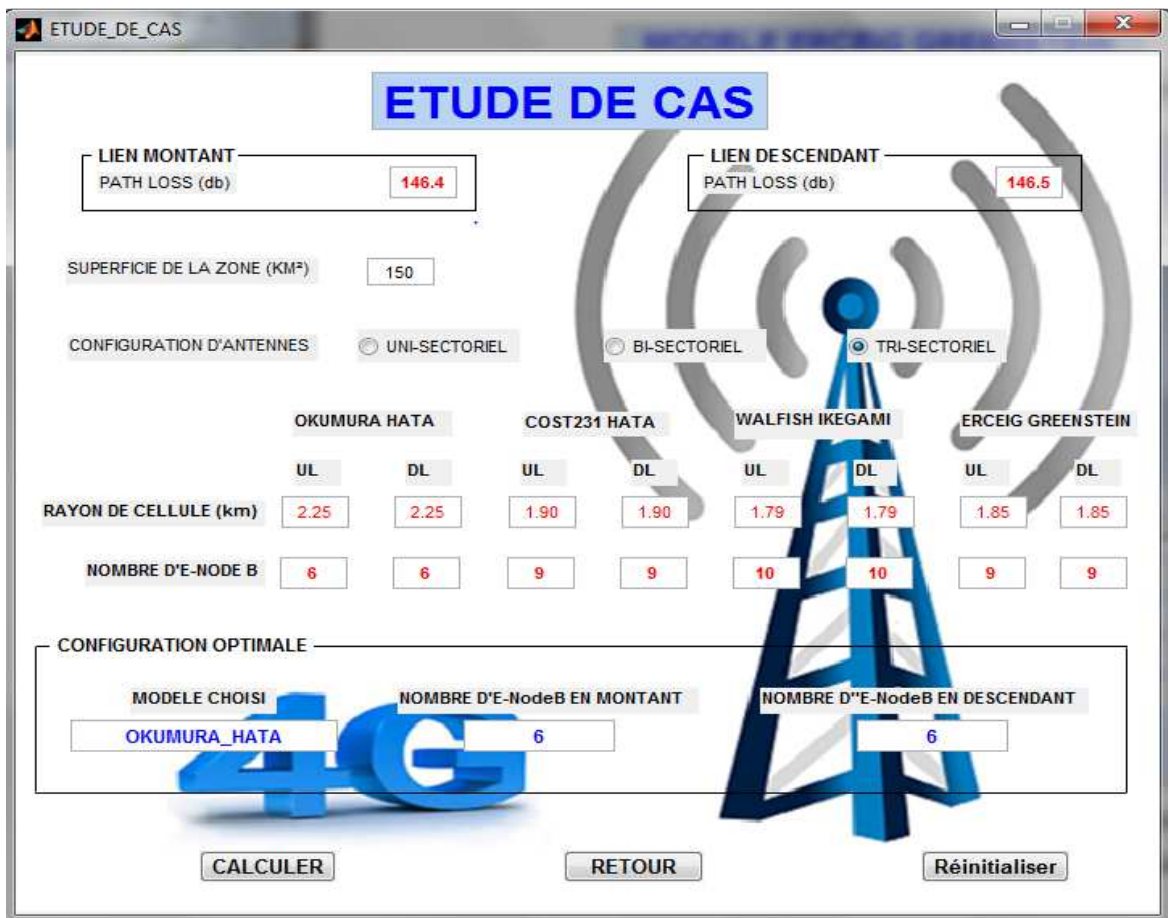 ETUDE_DE_CAS
ETUDE DE CAS
LIEN MONTANT
PATH LOSS (db) 146.4
LIEN DESCENDANT
PATH LOSS (db) 146.5
SUPERFICIE DE LA ZONE (KM²) 150
CONFIGURATION D'ANTENNES UNI-SECTORIEL BI-SECTORIEL TRI-SECTORIEL
OKUMURA HATA COST231 HATA WALFISH IKEGAMI ERCEIG GREENSTEIN
UL DL UL DL UL DL UL DL
RAYON DE CELLULE (km) 2.25 2.25 1.90 1.90 1.79 1.79 1.85 1.85
NOMBRE D'E-NODE B 6 6 9 9 10 10 9 9
CONFIGURATION OPTIMALE
MODELE CHOISI NOMBRE D'E-NodeB EN MONTANT NOMBRE D''E-NodeB EN DESCENDANT
OKUMURA_HATA 6 6
4G
CALCULER RETOUR Réinitialiser